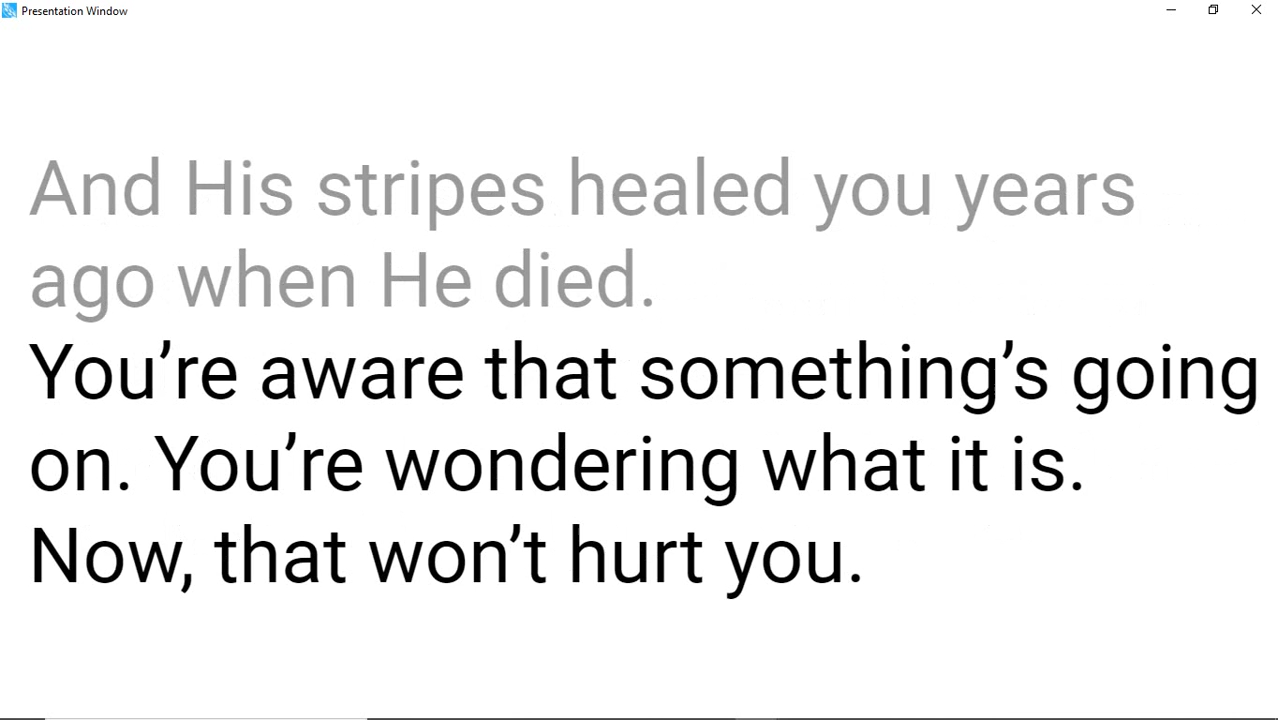 Presentation Window
And His stripes healed you years
ago when He died.
You’re aware that something’s going
on. You’re wondering what it is.
Now, that won’t hurt you.